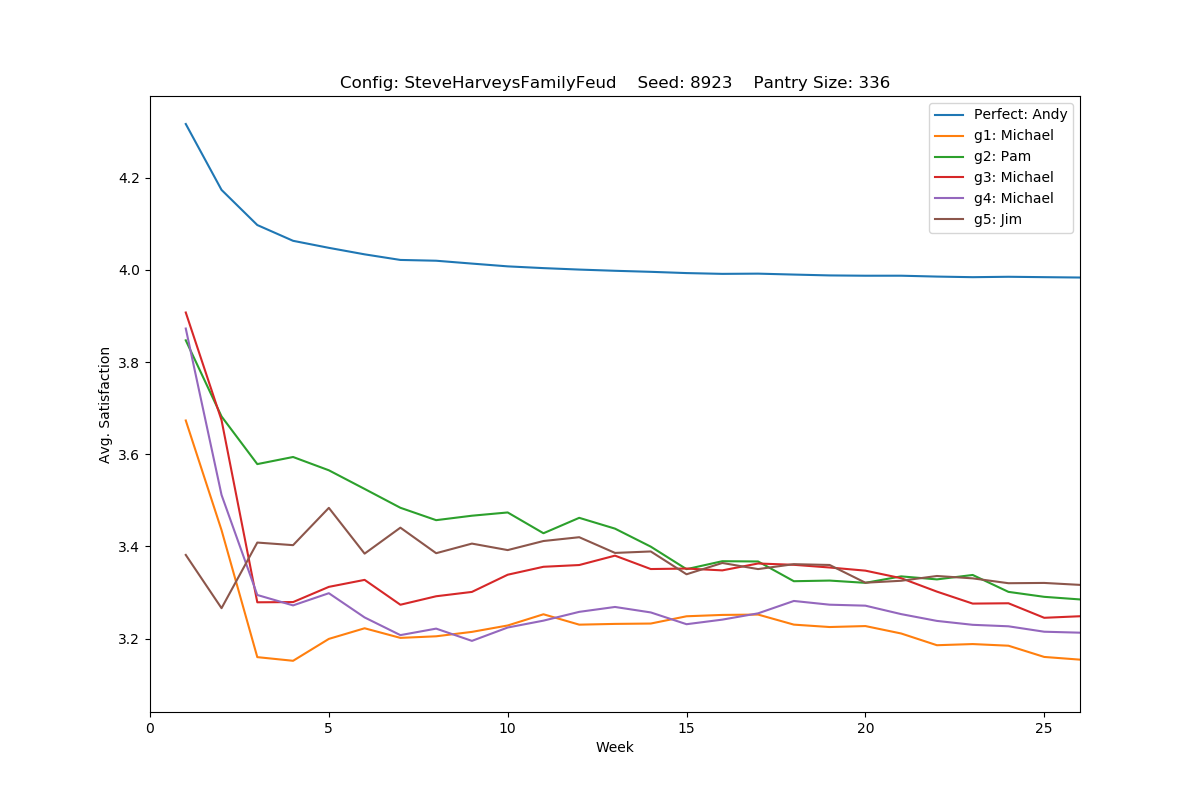 Config: SteveHarveysFamilyFeud    Seed: 8923    Pantry Size: 336
Perfect: Andy
g1: Michael
g2: Pam
g3: Michael
g4: Michael
g5: Jim
Avg. Satisfaction
4.2
4.0
3.8
3.6
3.4
3.2
0 5 10 15 20 25
Week